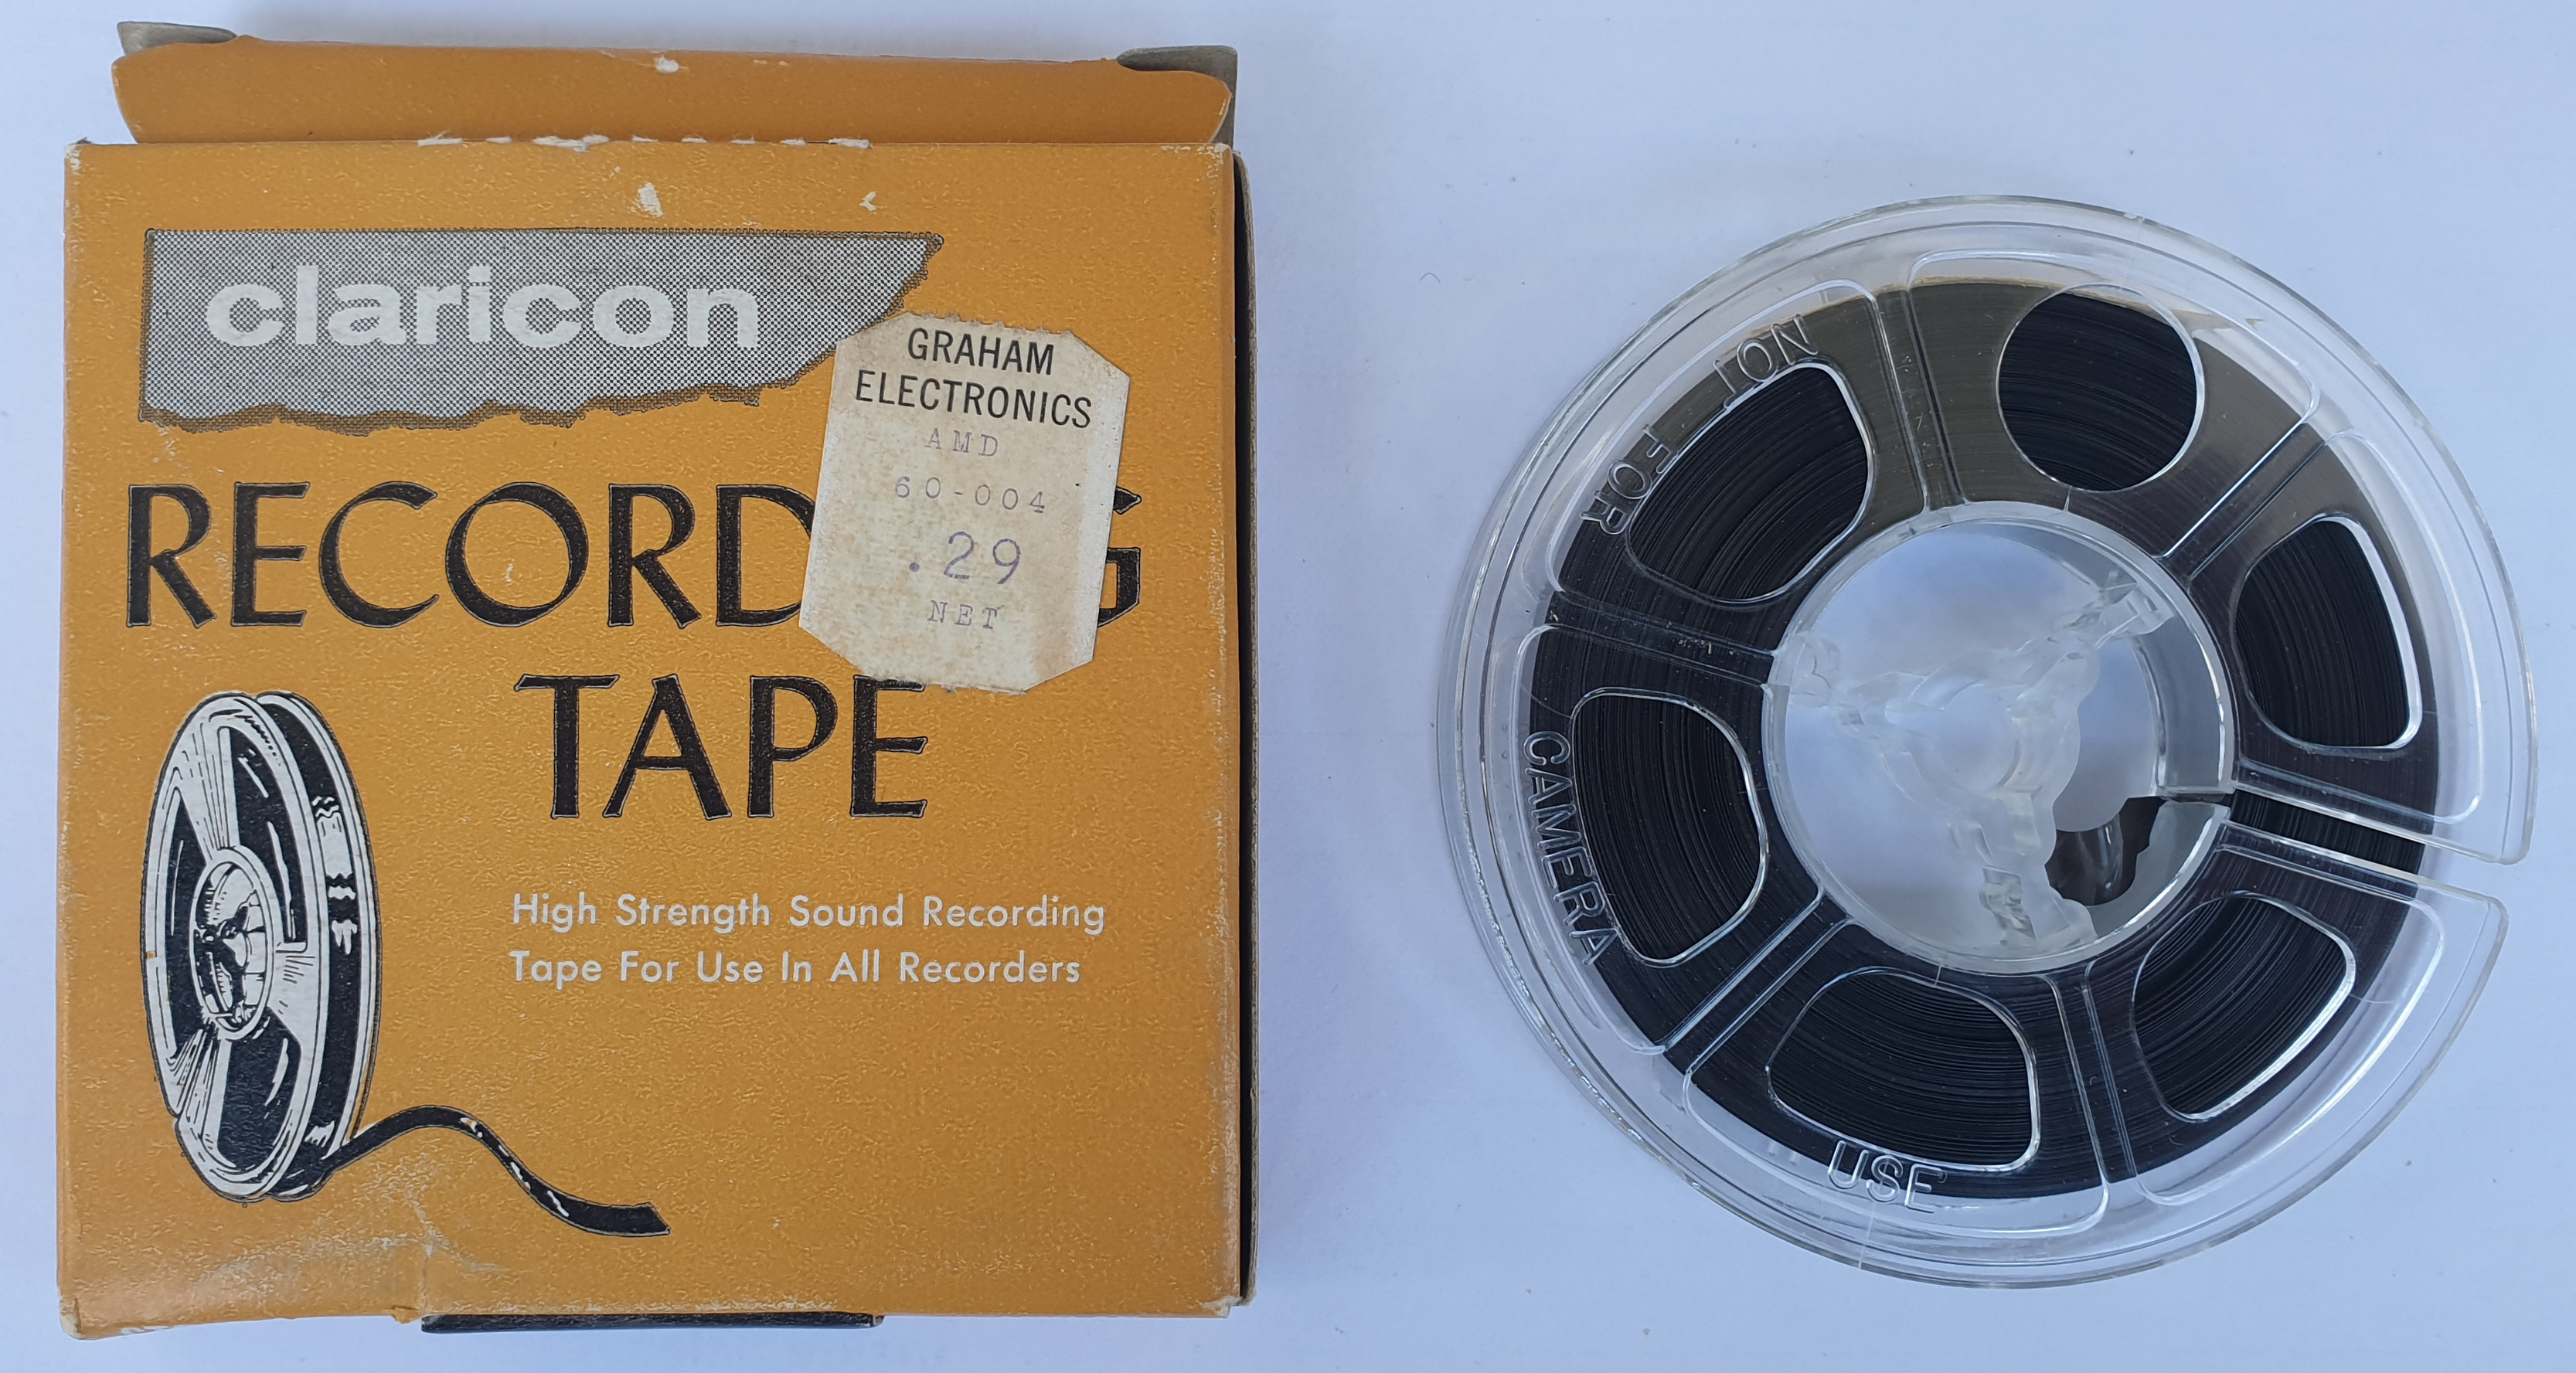 claricon
GRAHAM
ELECTRONICS
AMD
60-004
.29
NET
RECORD G
TAPE
High Strength Sound Recording
Tape For Use In All Recorders
NOT
FOR
CAMERA
USE